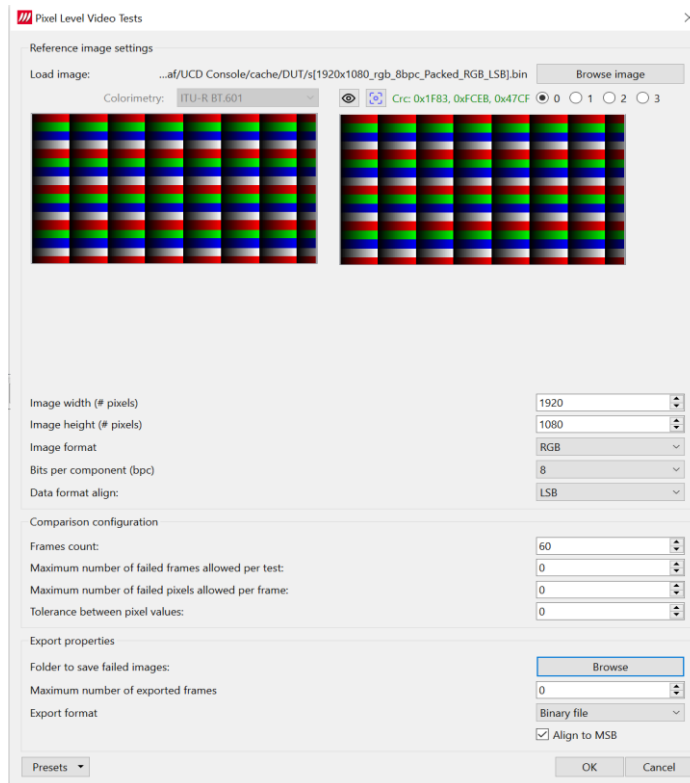 Pixel Level Video Tests
Reference image settings
Load image: ...af/UCD Console/cache/DUT/s[1920x1080_rgb_8bpc_Packed_RGB_LSB].bin Browse image
Colorimetry: ITU-R BT.601 Crc: 0x1F83, 0xFCEB, 0x47CF 0 1 2 3
Image width (# pixels) 1920
Image height (# pixels) 1080
Image format RGB
Bits per component (bpc) 8
Data format align: LSB
Comparison configuration
Frames count: 60
Maximum number of failed frames allowed per test: 0
Maximum number of failed pixels allowed per frame: 0
Tolerance between pixel values: 0
Export properties
Folder to save failed images: Browse
Maximum number of exported frames 0
Export format Binary file
Align to MSB
Presets OK Cancel